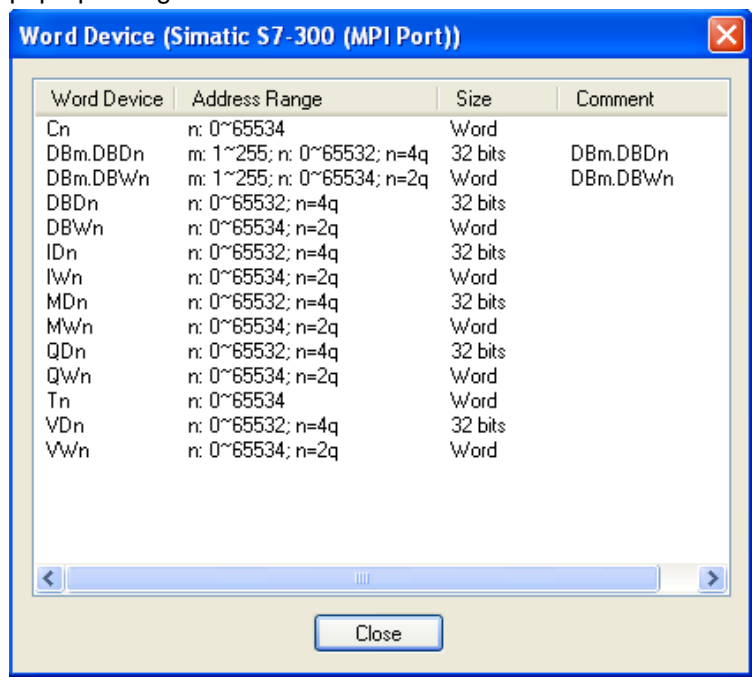 Word Device (Simatic S7-300 (MPI Port))
Word Device Address Range Size Comment
Cn n: 0~65534 Word
DBm.DBDn m: 1~255; n: 0~65532; n=4q 32 bits DBm.DBDn
DBm.DBWn m: 1~255; n: 0~65534; n=2q Word DBm.DBWn
DBDn n: 0~65532; n=4q 32 bits
DBWn n: 0~65534; n=2q Word
IDn n: 0~65532; n=4q 32 bits
IWn n: 0~65534; n=2q Word
MDn n: 0~65532; n=4q 32 bits
MWn n: 0~65534; n=2q Word
QDn n: 0~65532; n=4q 32 bits
QWn n: 0~65534; n=2q Word
Tn n: 0~65534 Word
VDn n: 0~65532; n=4q 32 bits
VWn n: 0~65534; n=2q Word
Close